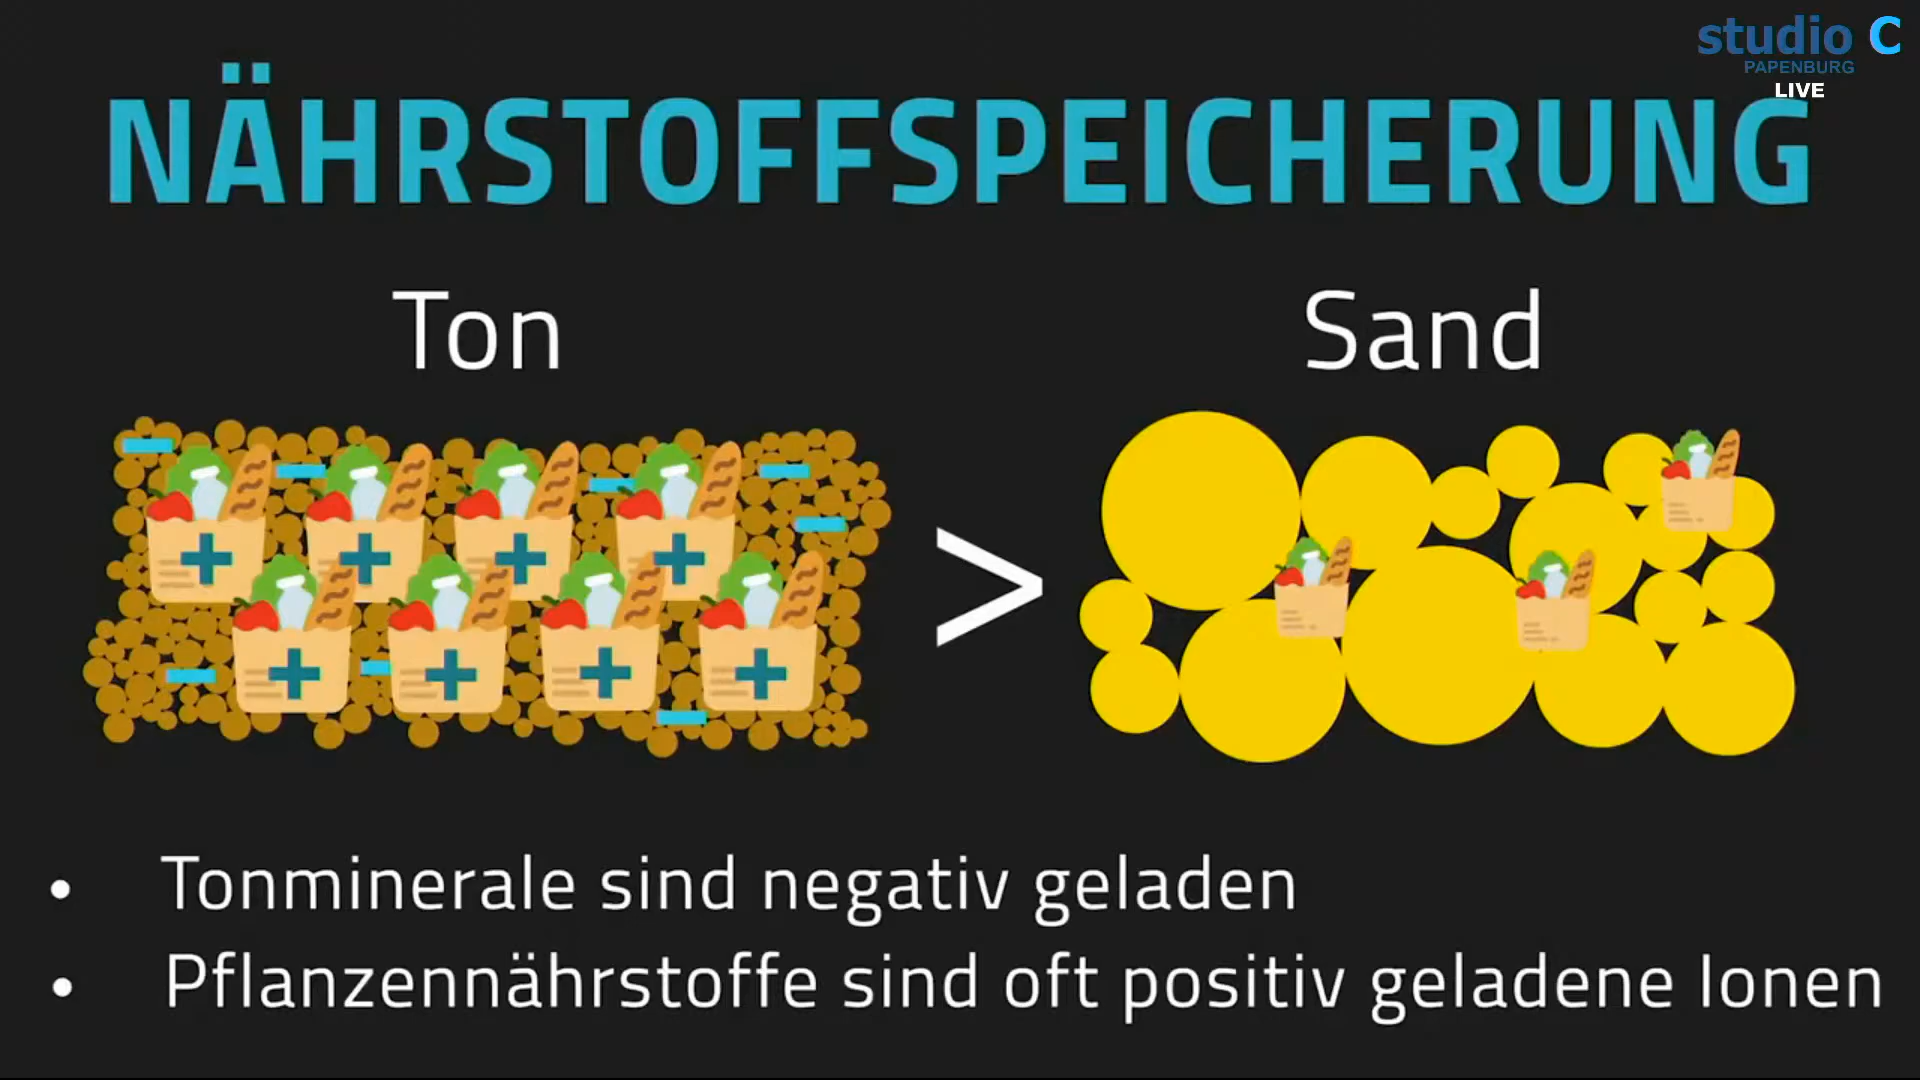 studio C
PAPENBURG
LIVE
NÄHRSTOFFSPEICHERUNG
Ton
Sand
>
• Tonminerale sind negativ geladen
• Pflanzennährstoffe sind oft positiv geladene Ionen